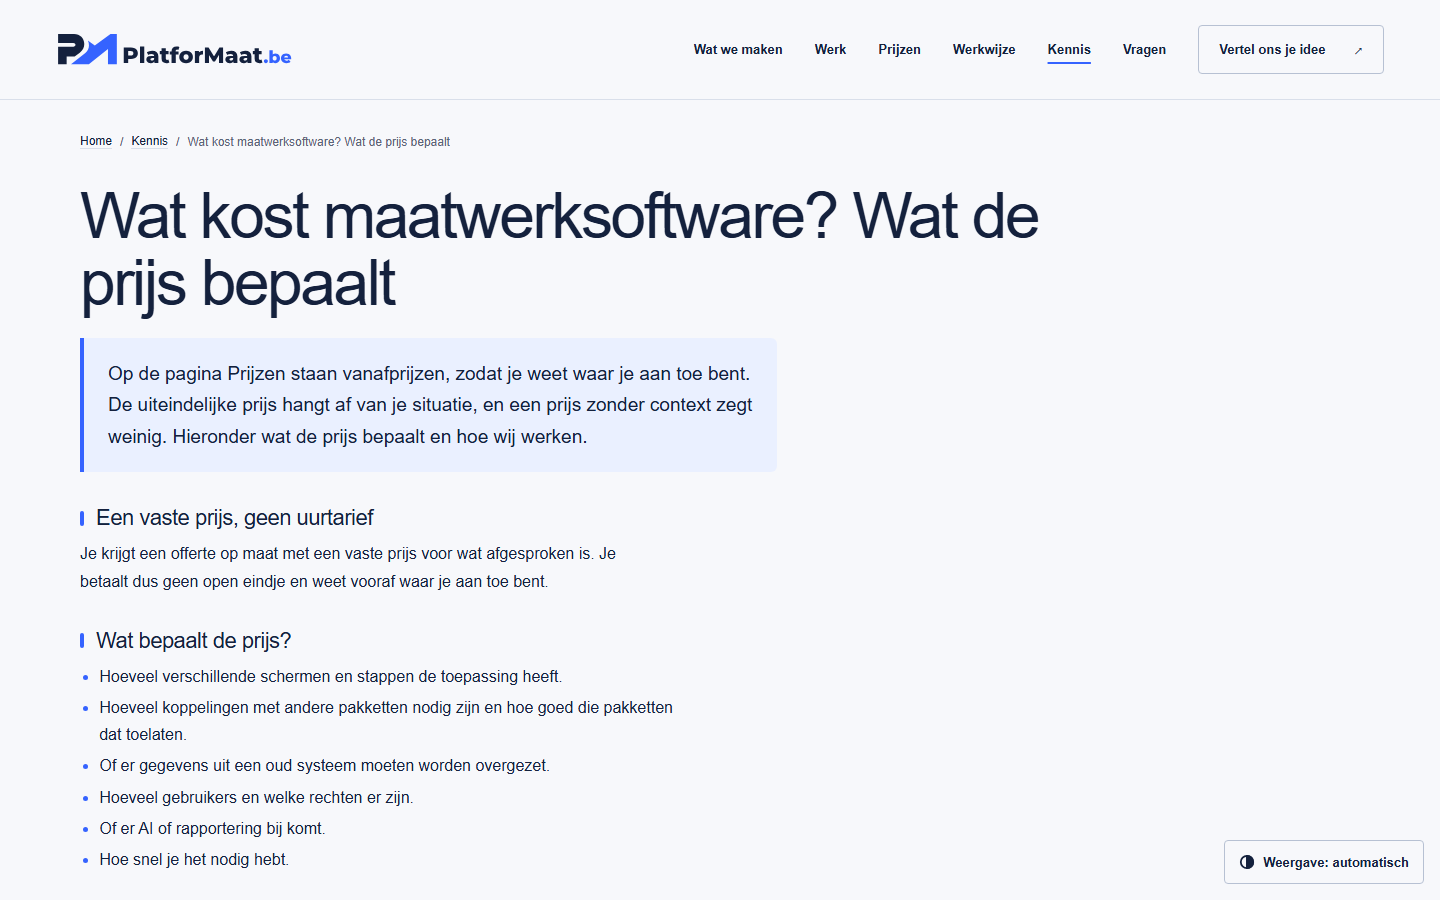 PlatforMaat.be
Wat we maken
Werk
Prijzen
Werkwijze
Kennis
Vragen
Vertel ons je idee ↗
Home / Kennis / Wat kost maatwerksoftware? Wat de prijs bepaalt
Wat kost maatwerksoftware? Wat de
prijs bepaalt
Op de pagina Prijzen staan vanafprijzen, zodat je weet waar je aan toe bent.
De uiteindelijke prijs hangt af van je situatie, en een prijs zonder context zegt
weinig. Hieronder wat de prijs bepaalt en hoe wij werken.
Een vaste prijs, geen uurtarief
Je krijgt een offerte op maat met een vaste prijs voor wat afgesproken is. Je
betaalt dus geen open eindje en weet vooraf waar je aan toe bent.
Wat bepaalt de prijs?
Hoeveel verschillende schermen en stappen de toepassing heeft.
Hoeveel koppelingen met andere pakketten nodig zijn en hoe goed die pakketten
dat toelaten.
Of er gegevens uit een oud systeem moeten worden overgezet.
Hoeveel gebruikers en welke rechten er zijn.
Of er AI of rapportering bij komt.
Hoe snel je het nodig hebt.
Weergave: automatisch